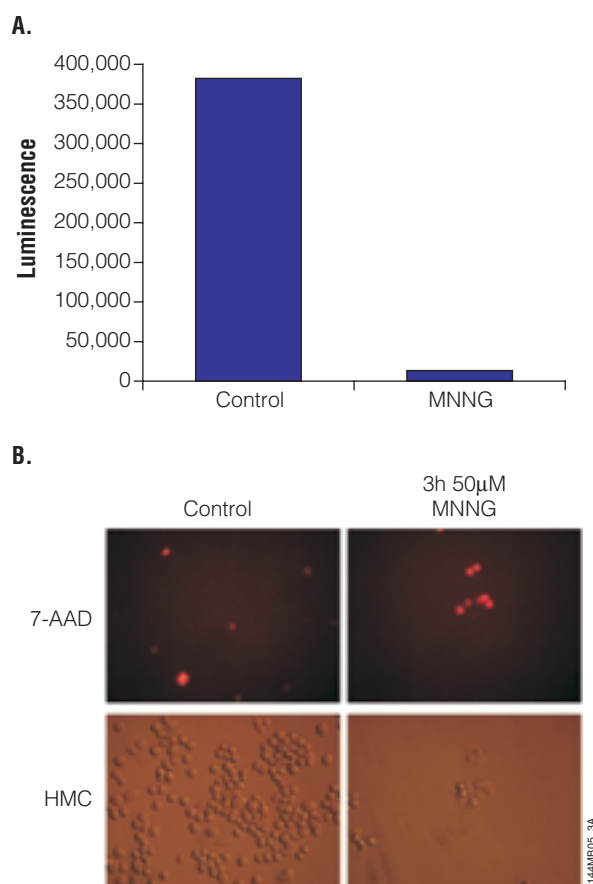 A.
400,000
350,000
300,000
250,000
200,000
150,000
100,000
50,000
0
Luminescence
Control
MNNG
B.
Control
3h 50μM
MNNG
7-AAD
HMC